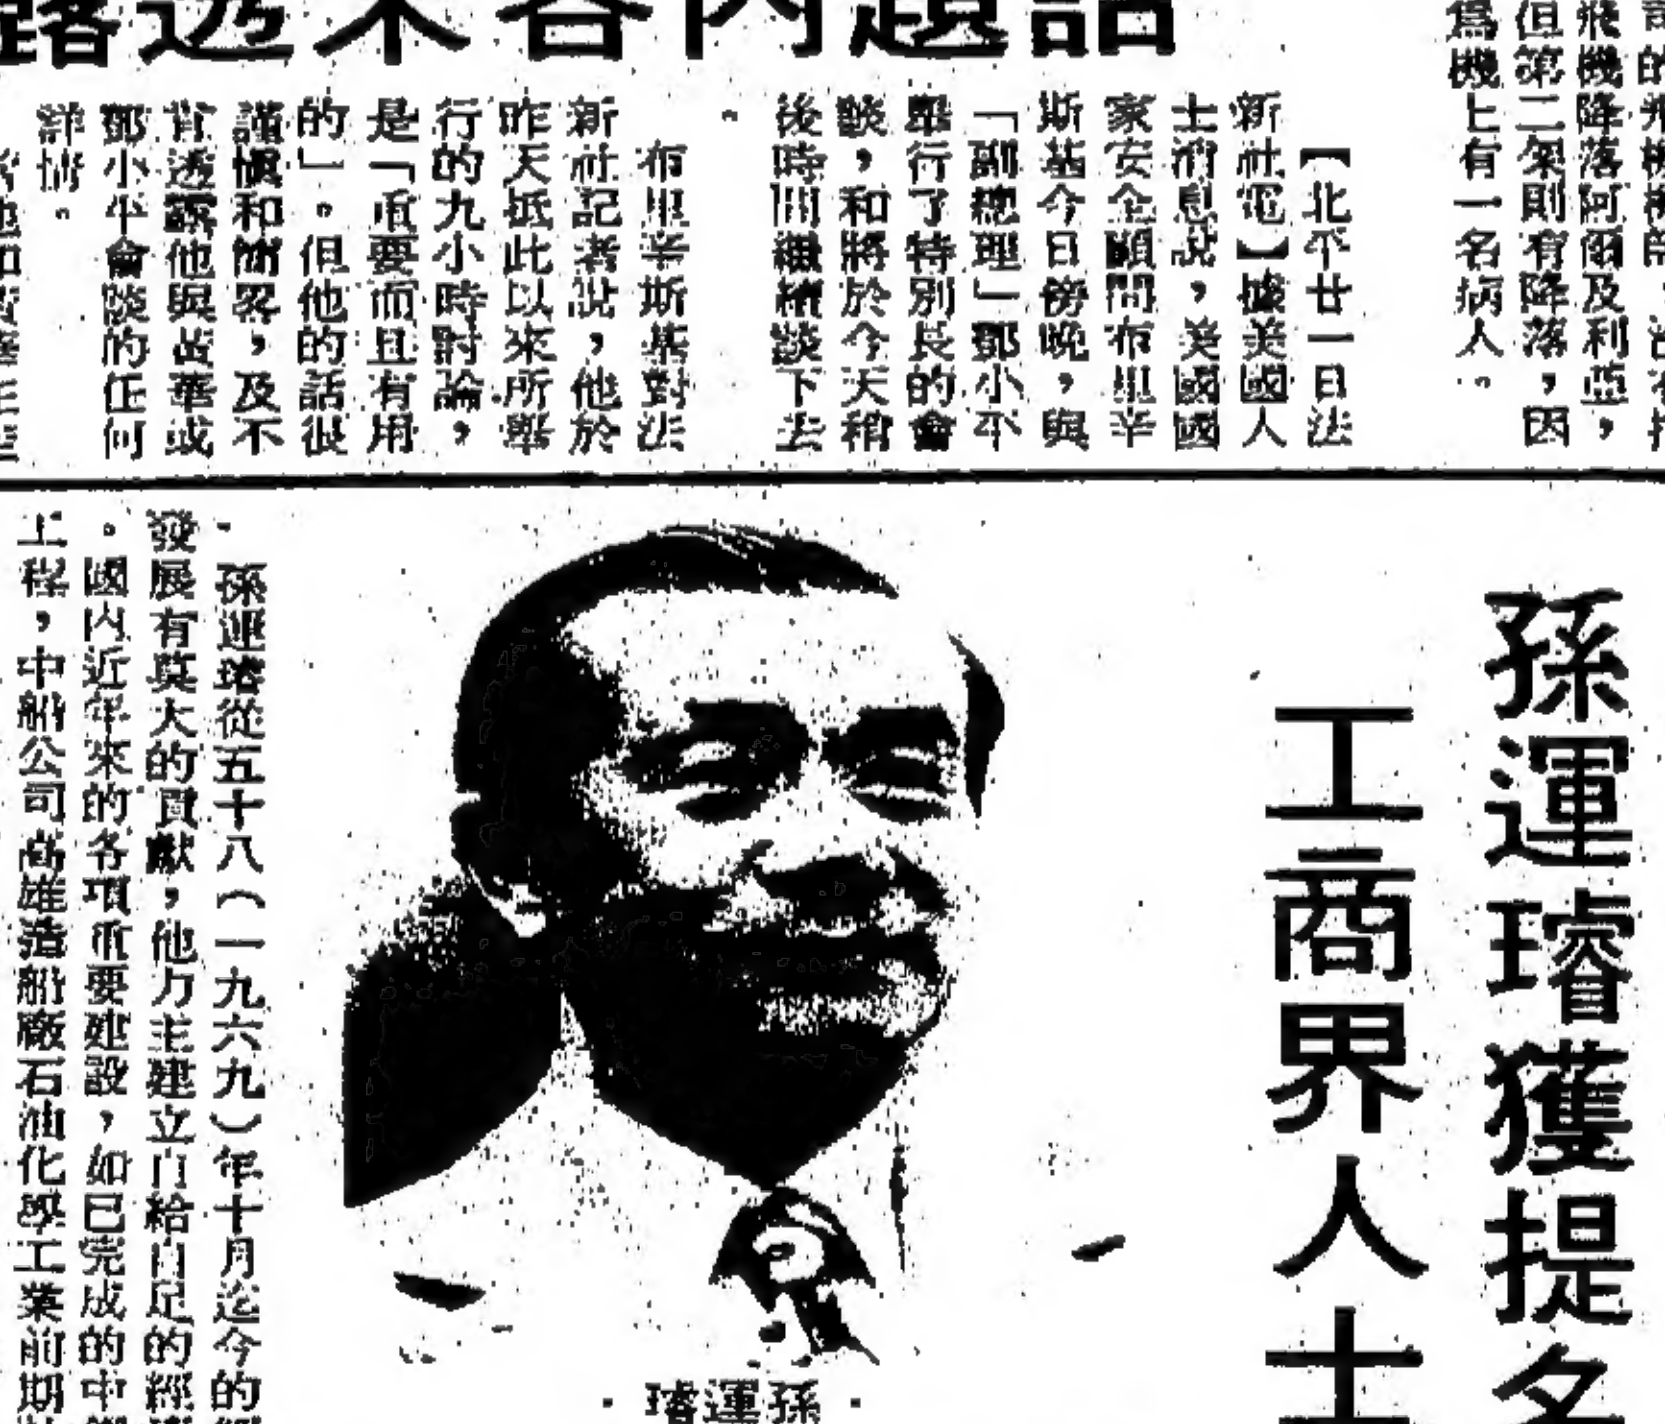 話題內容未透露
爲機上有一名病人。
但第二架則有降落,因
飛機降落阿爾及利亞,
【北平廿一日法
新社電】據美國人
士消息說,美國國
家安全顧問布里辛
斯基今日傍晚,與
「副總理」鄧小平
舉行了特別長的會
談,和將於今天稍
後時間繼續談下去
。
布里辛斯基對法
新社記者說,他於
昨天抵此以來所舉
行的九小時討論,
是「重要而且有用
的」。但他的話很
謹慎和簡畧,及不
肯透露他與黃華或
鄧小平會談的任何
詳情。
孫運璿獲提名
工商界人士
孫運璿
孫運璿從五十八(一九六九)年十月迄今的
發展有莫大的貢獻,他力主建立自給自足的經濟
。國內近年來的各項重要建設,如已完成的中
工程,中船公司高雄造船廠石油化學工業前期